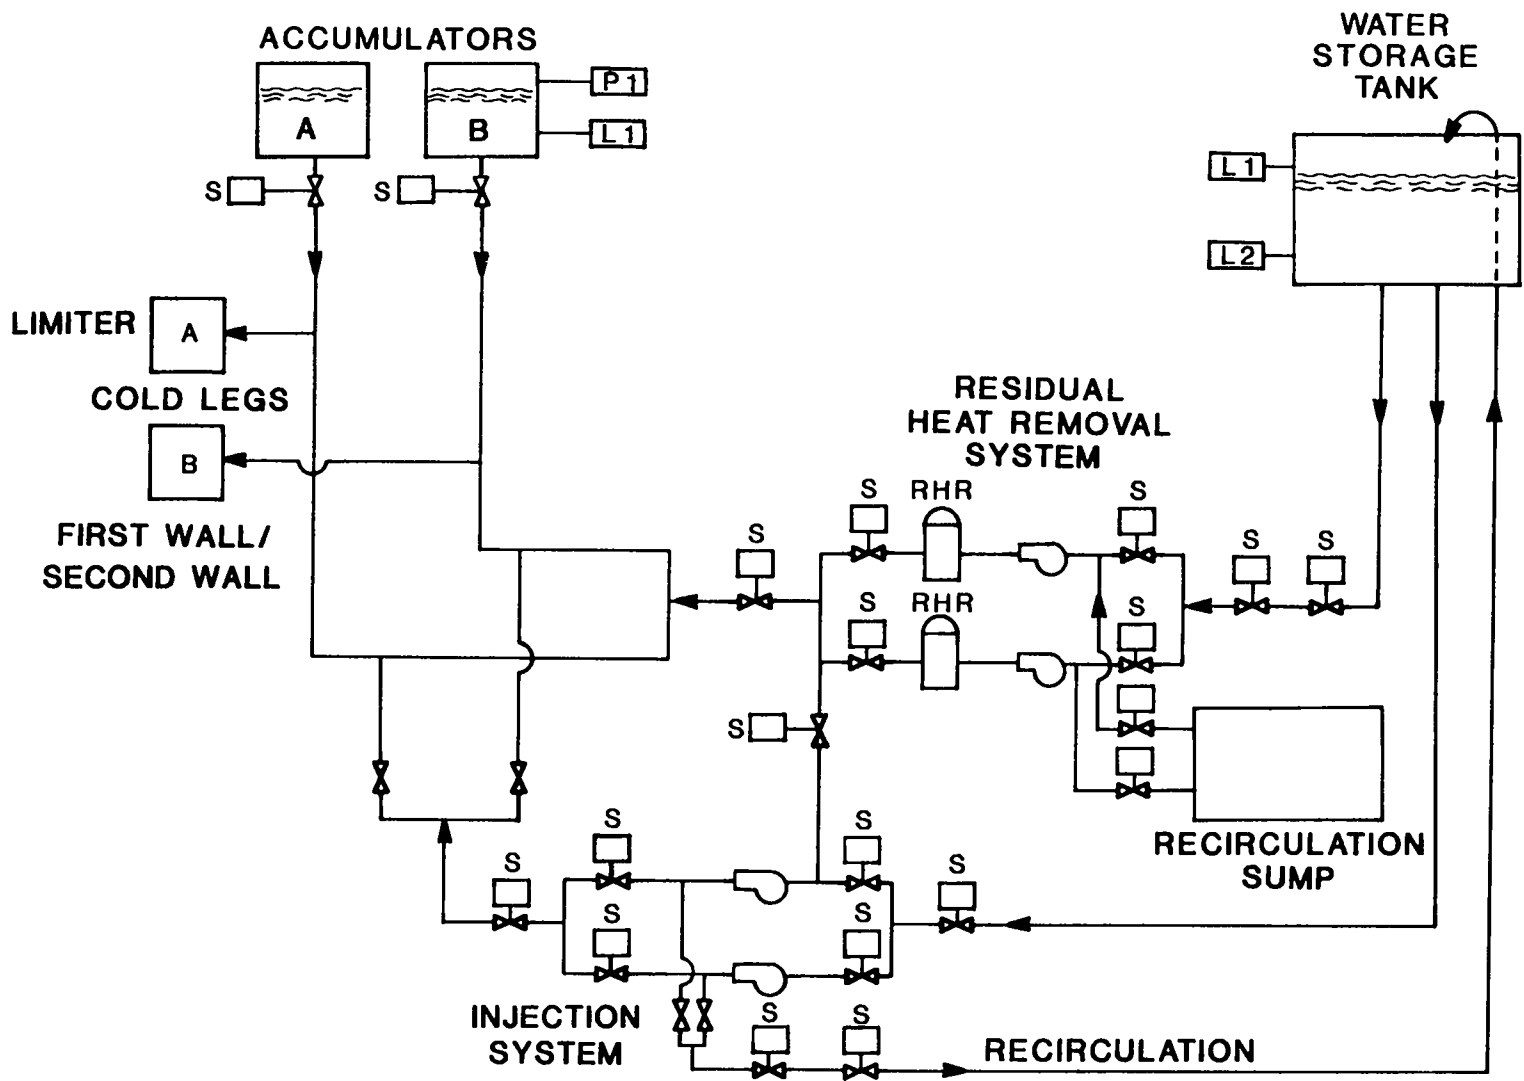 ACCUMULATORS
WATER
STORAGE
TANK
A
B
P1
L1
S
S
L1
L2
LIMITER
A
COLD LEGS
B
FIRST WALL/
SECOND WALL
RESIDUAL
HEAT REMOVAL
SYSTEM
S
RHR
S
S
S
S
S
RHR
S
S
RECIRCULATION
SUMP
S
S
S
S
S
S
INJECTION
SYSTEM
S
S
RECIRCULATION